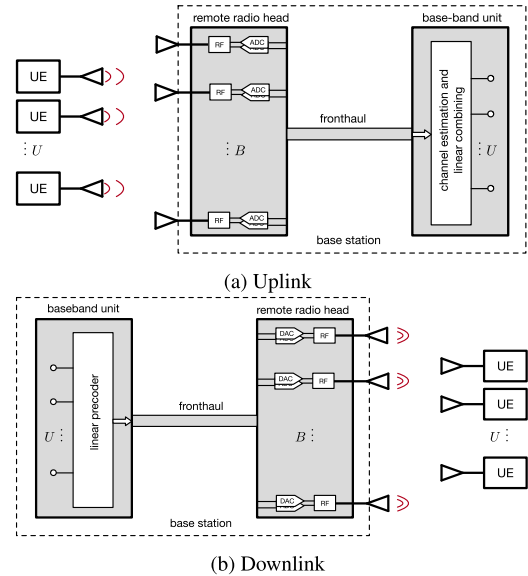 remote radio head
base-band unit
RF
ADC
UE
UE
RF
ADC
fronthaul
channel estimation and
linear combining
⋮ U
⋮ B
⋮ U
UE
RF
ADC
base station
(a) Uplink
baseband unit
remote radio head
DAC
RF
UE
linear precoder
fronthaul
DAC
RF
UE
U ⋮
B ⋮
U ⋮
UE
DAC
RF
base station
(b) Downlink